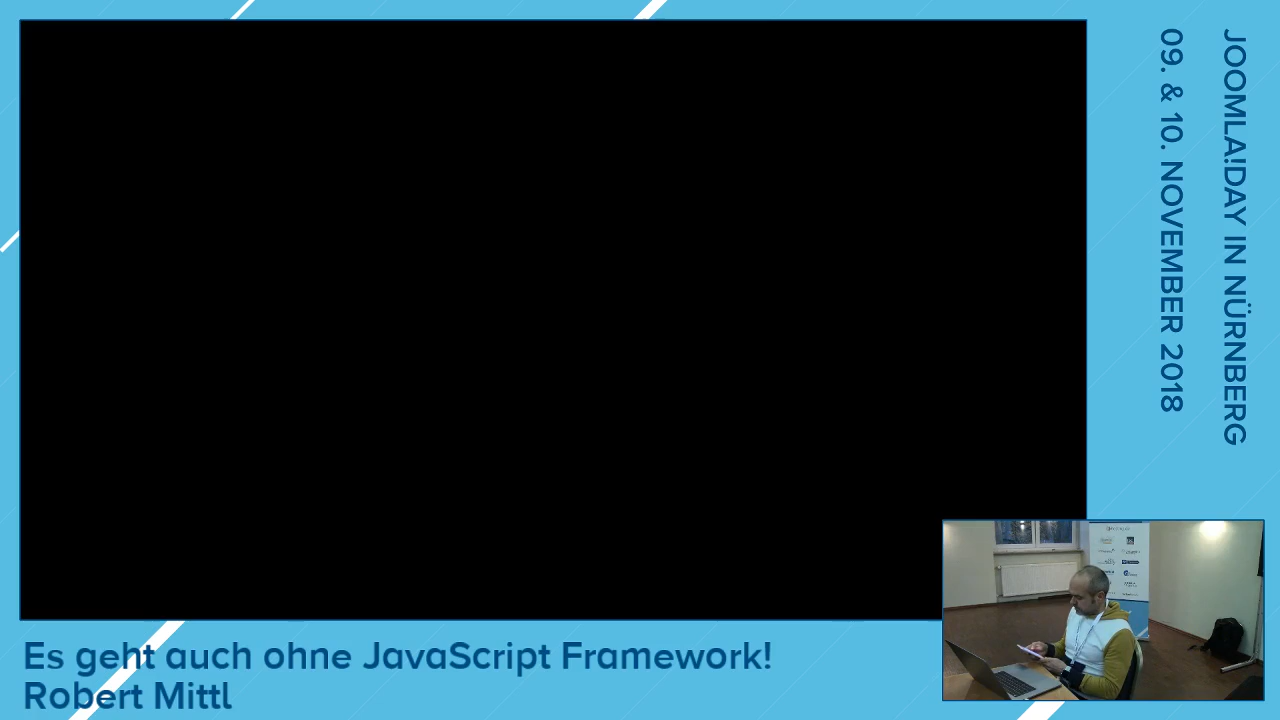 JOOMLA!DAY IN NÜRNBERG
09. & 10. NOVEMBER 2018
Es geht auch ohne JavaScript Framework!
Robert Mittl